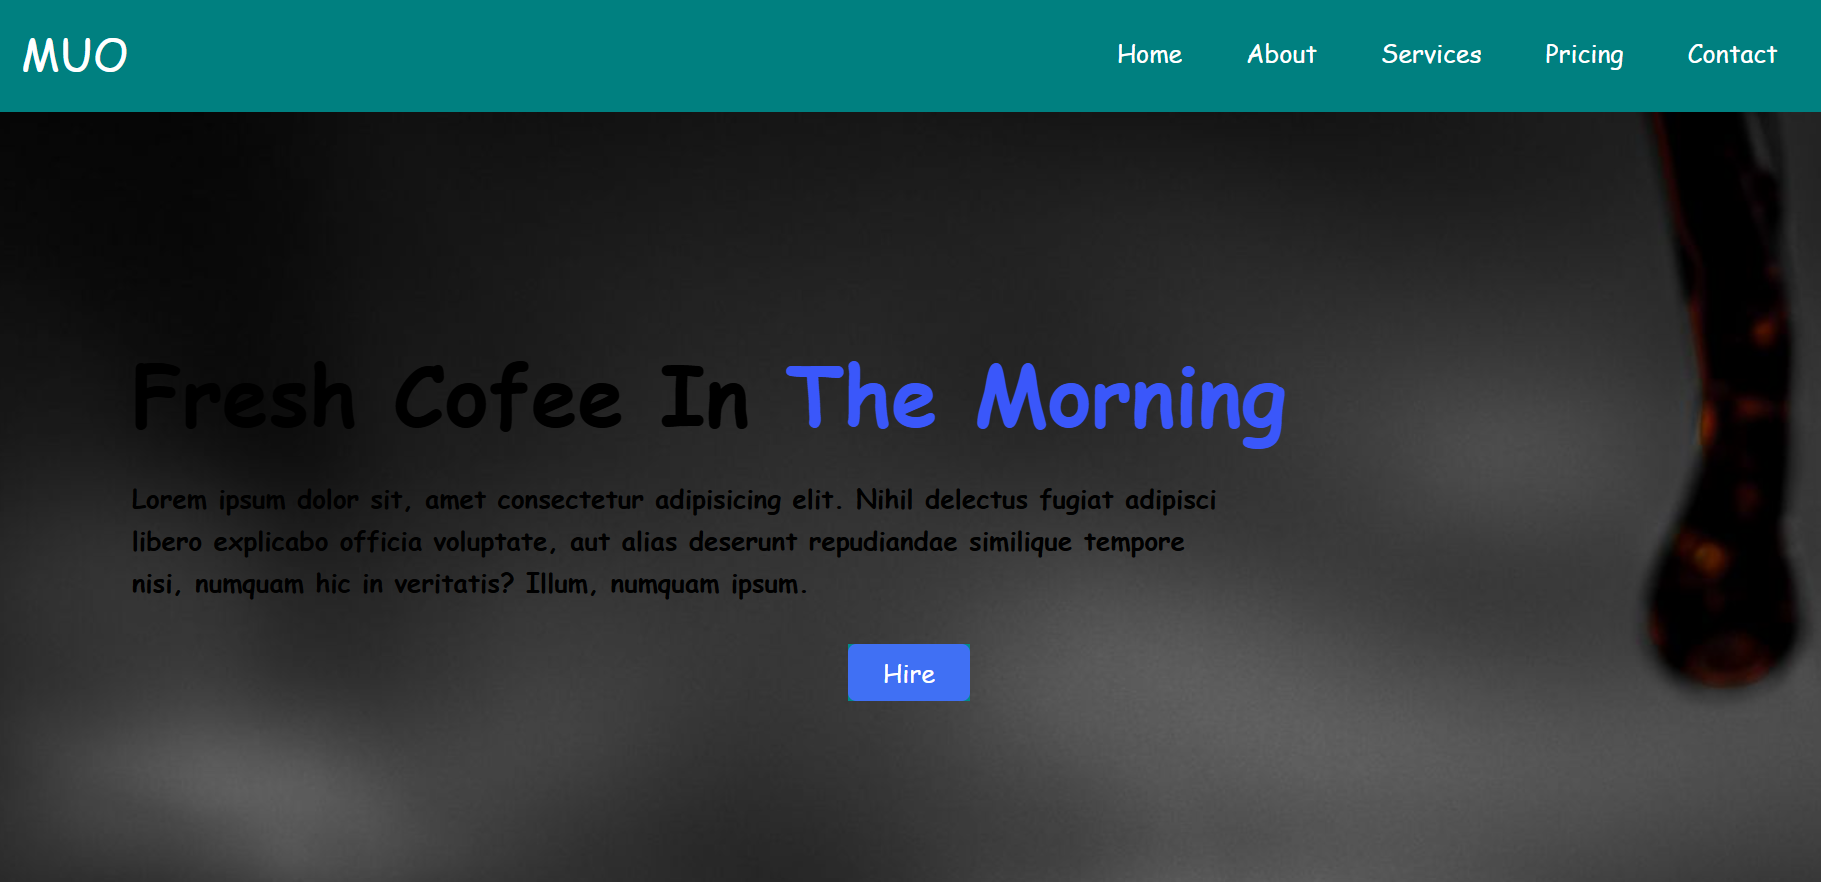 MUO
Home About Services Pricing Contact
Fresh Cofee In The Morning
Lorem ipsum dolor sit, amet consectetur adipisicing elit. Nihil delectus fugiat adipisci
libero explicabo officia voluptate, aut alias deserunt repudiandae similique tempore
nisi, numquam hic in veritatis? Illum, numquam ipsum.
Hire